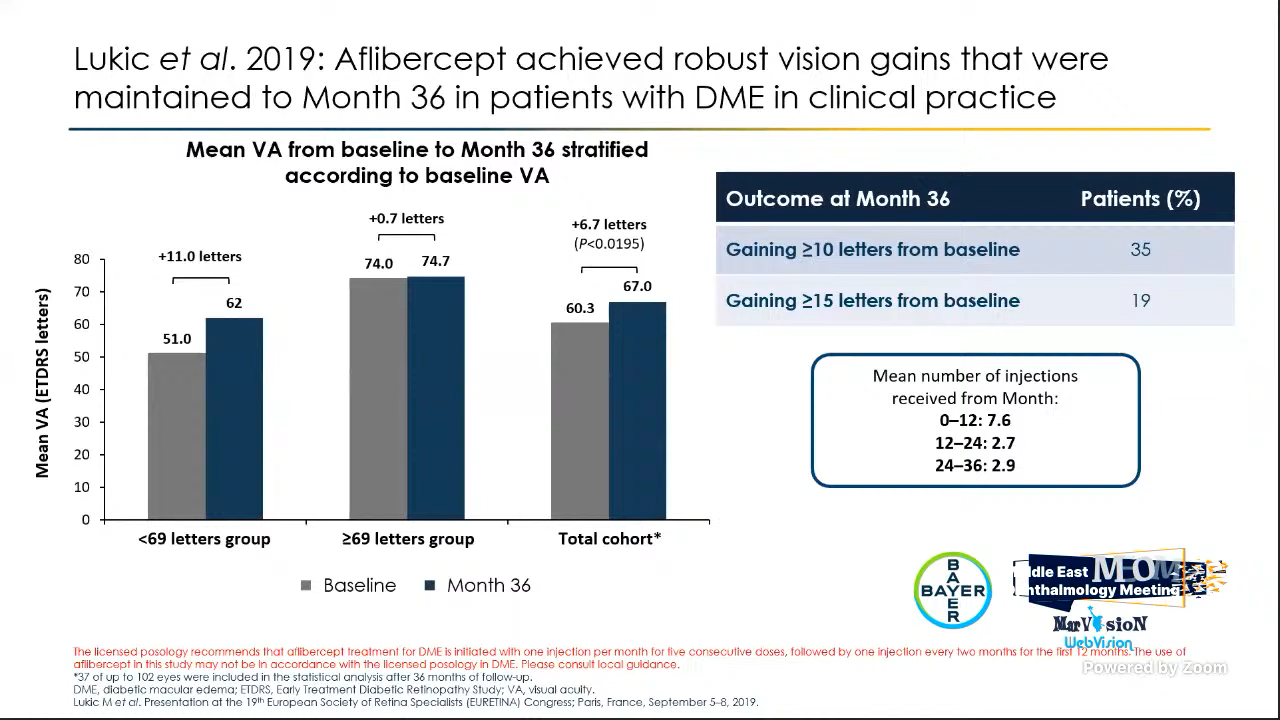 Lukic et al. 2019: Aflibercept achieved robust vision gains that were
maintained to Month 36 in patients with DME in clinical practice
Mean VA from baseline to Month 36 stratified
according to baseline VA
Mean VA (ETDRS letters)
80
70
60
50
40
30
20
10
0
+11.0 letters
51.0
62
+0.7 letters
74.0
74.7
+6.7 letters
(P<0.0195)
60.3
67.0
<69 letters group
≥69 letters group
Total cohort*
Baseline
Month 36
Outcome at Month 36 Patients (%)
Gaining ≥10 letters from baseline 35
Gaining ≥15 letters from baseline 19
Mean number of injections
received from Month:
0–12: 7.6
12–24: 2.7
24–36: 2.9
BAYER
BAYER
ddle East
hthalmology Meeting
MarVisioN
WebVision
Powered by Zoom
The licensed posology recommends that aflibercept treatment for DME is initiated with one injection per month for five consecutive doses, followed by one injection every two months for the first 12 months. The use of
aflibercept in this study may not be in accordance with the licensed posology in DME. Please consult local guidance.
*37 of up to 102 eyes were included in the statistical analysis after 36 months of follow-up.
DME, diabetic macular edema; ETDRS, Early Treatment Diabetic Retinopathy Study; VA, visual acuity.
Lukic M et al. Presentation at the 19th European Society of Retina Specialists (EURETINA) Congress; Paris, France, September 5–8, 2019.